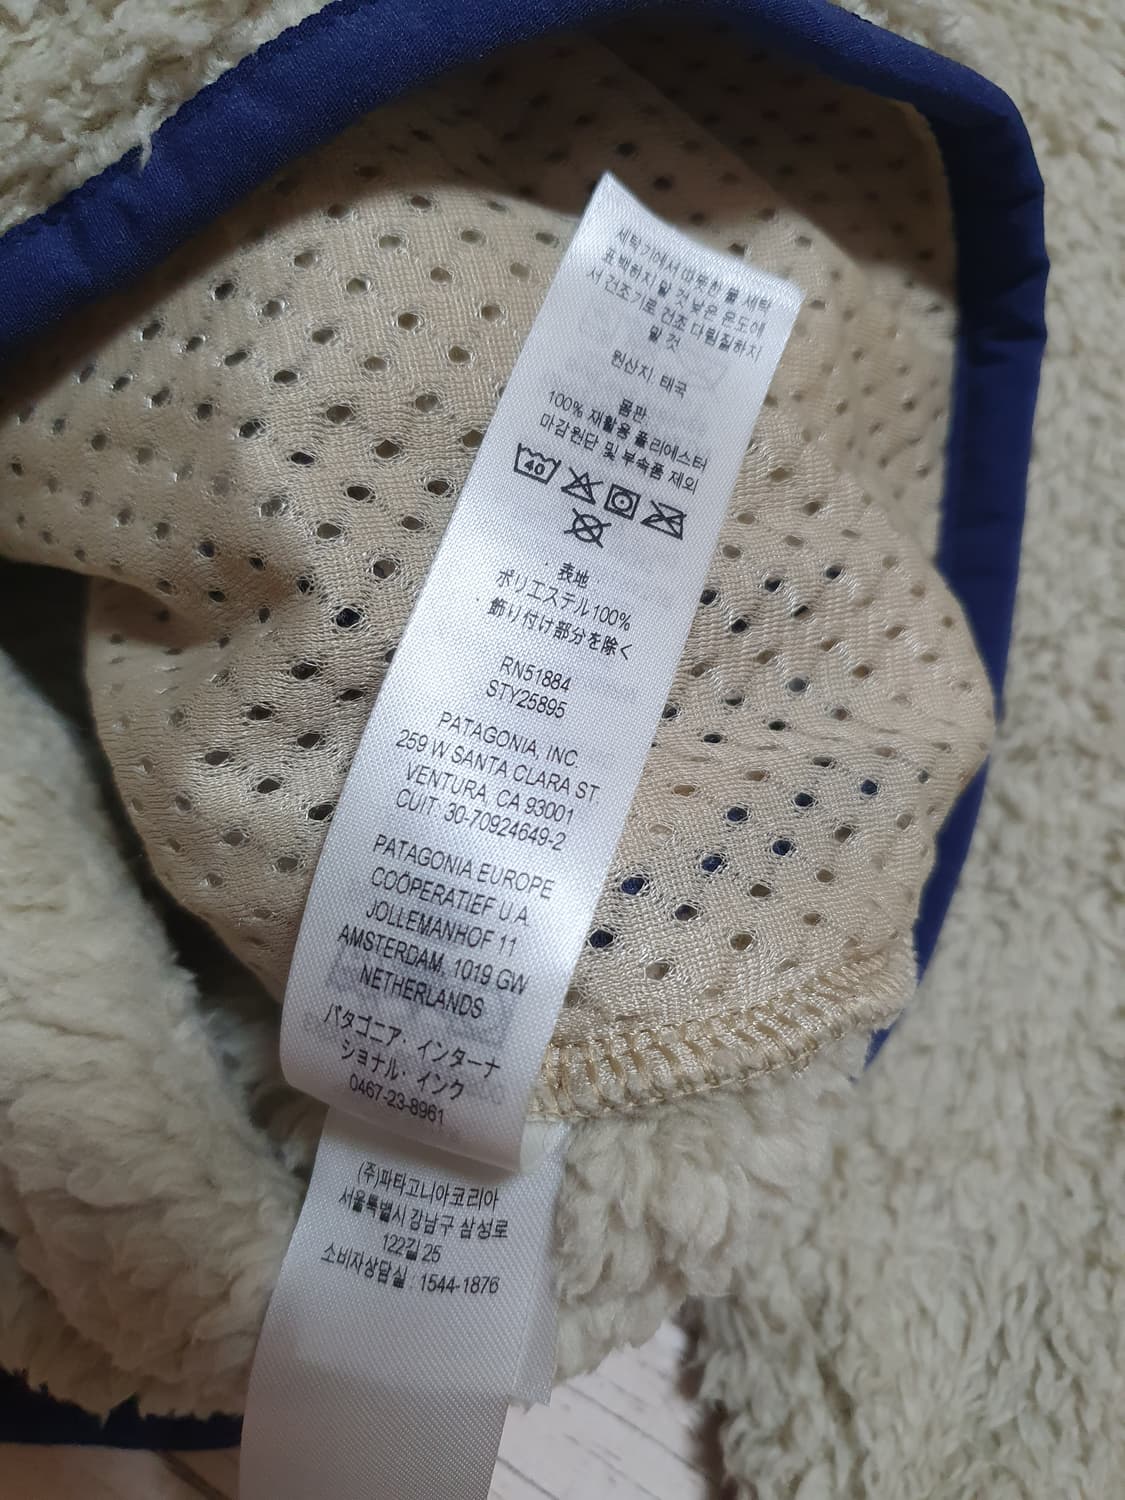 세탁기에서 따뜻한 물 세탁
표백하지 말 것 낮은 온도에
서 건조기로 건조 다림질하지
말 것
원산지: 태국
몸판
100% 재활용 폴리에스터
마감원단 및 부속품 제외
40
表地
ポリエステル100%
飾り付け部分を除く
RN51884
STY25895
PATAGONIA, INC
259 W SANTA CLARA ST.
VENTURA, CA 93001
CUIT. 30-70924649-2
PATAGONIA EUROPE
COÖPERATIEF U.A
JOLLEMANHOF 11
AMSTERDAM, 1019 GW
NETHERLANDS
パタゴニア・インターナ
ショナル・インク
0467-23-8961
(주)파타고니아코리아
서울특별시 강남구 삼성로
122길 25
소비자상담실 : 1544-1876